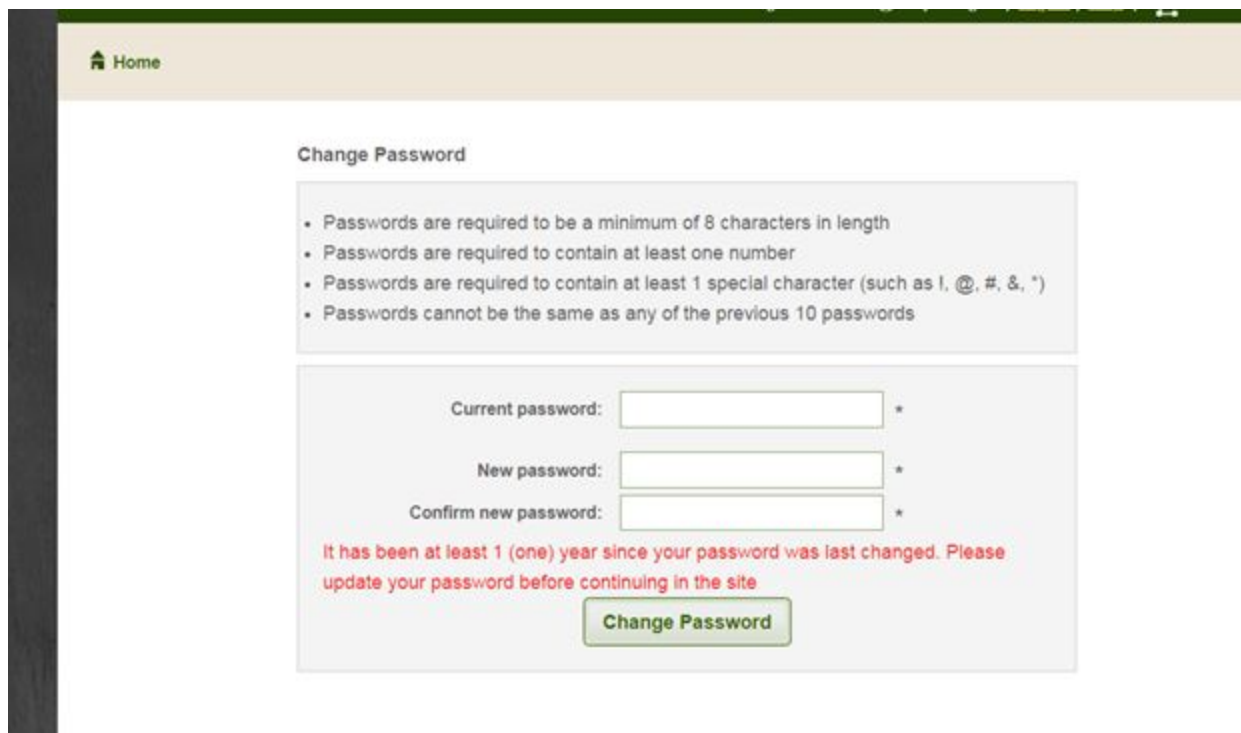 Home
Change Password
• Passwords are required to be a minimum of 8 characters in length
• Passwords are required to contain at least one number
• Passwords are required to contain at least 1 special character (such as !, @, #, &, *)
• Passwords cannot be the same as any of the previous 10 passwords
Current password: *
New password: *
Confirm new password: *
It has been at least 1 (one) year since your password was last changed. Please
update your password before continuing in the site
Change Password